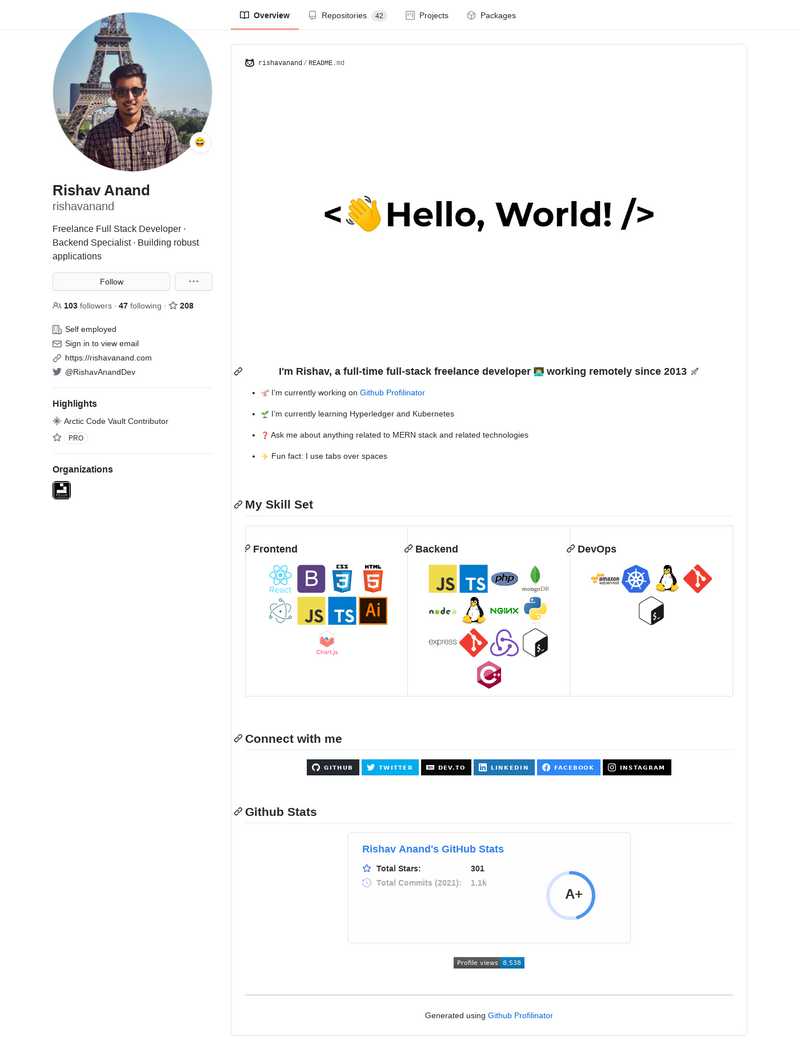 Overview
Repositories 42
Projects
Packages
rishavanand / README.md
< Hello, World! />
Rishav Anand
rishavanand
Freelance Full Stack Developer ·
Backend Specialist · Building robust
applications
Follow
103 followers · 47 following · 208
Self employed
Sign in to view email
https://rishavanand.com
@RishavAnandDev
Highlights
Arctic Code Vault Contributor
PRO
Organizations
I'm Rishav, a full-time full-stack freelance developer 👨‍💻 working remotely since 2013 🚀
• 🔭 I'm currently working on Github Profilinator
• 🌱 I'm currently learning Hyperledger and Kubernetes
• ❓ Ask me about anything related to MERN stack and related technologies
• ⚡ Fun fact: I use tabs over spaces
My Skill Set
Frontend
React
B
CSS
3
HTML
5
JS
TS
Ai
Chart.js
Backend
JS
TS
php
mongoDB
node
NGINX
express
$_
C++
DevOps
amazon
webservices
$_
Connect with me
GITHUB
TWITTER
DEV.TO
LINKEDIN
FACEBOOK
INSTAGRAM
Github Stats
Rishav Anand's GitHub Stats
Total Stars: 301
Total Commits (2021): 1.1k
A+
Profile views 8,538
Generated using Github Profilinator